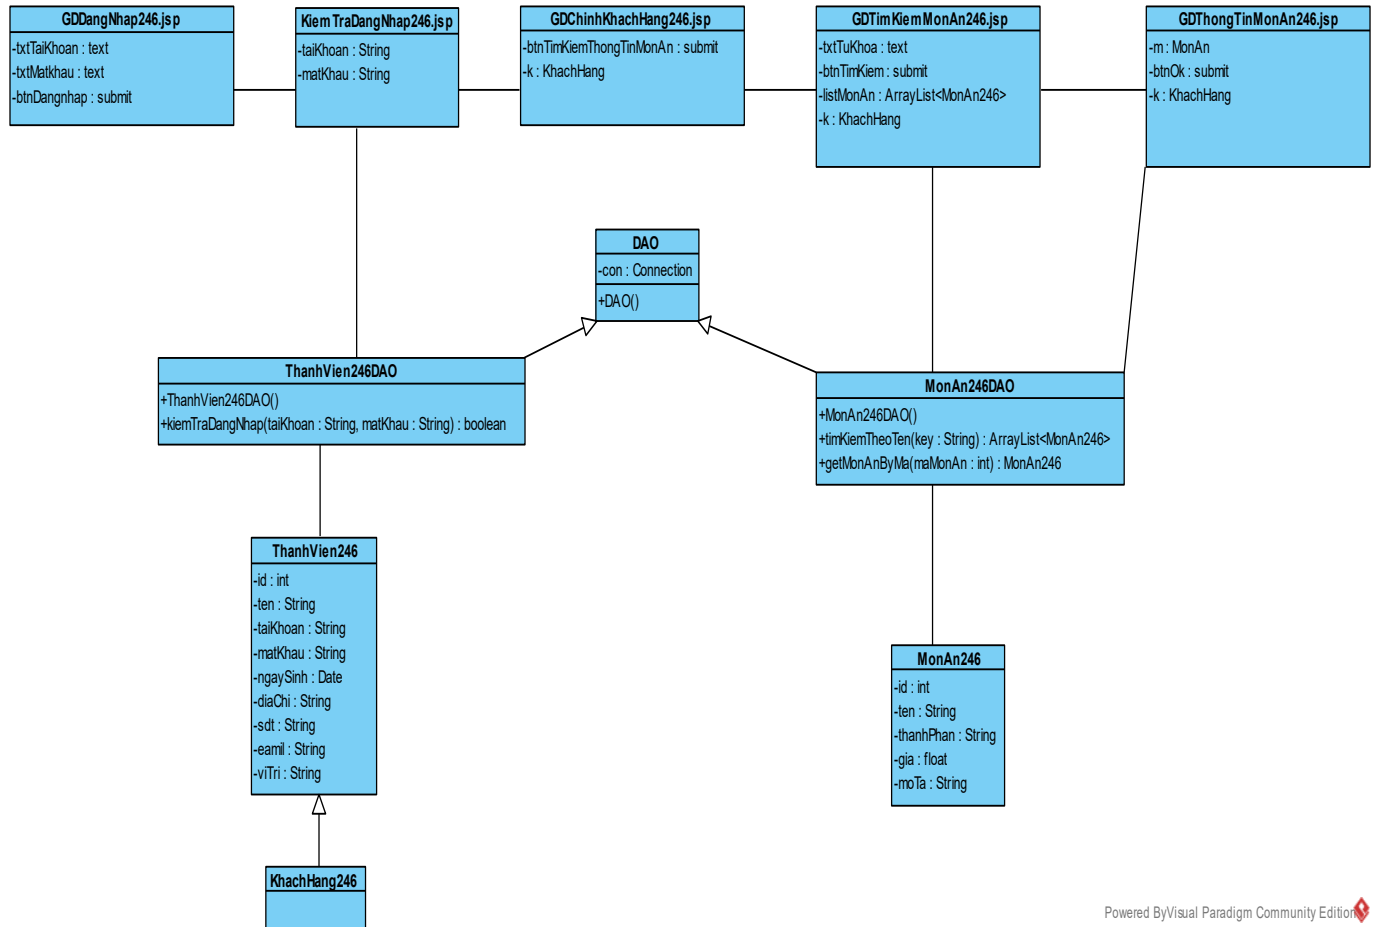 GDDangNhap246.jsp
-txtTaiKhoan : text
-txtMatkhau : text
-btnDangnhap : submit
Kiem TraDangNhap246.jsp
-taiKhoan : String
-matKhau : String
GDChinhKhachHang246.jsp
-btnTimKiemThongTinMonAn : submit
-k : KhachHang
GDTimKiemMonAn246.jsp
-txtTuKhoa : text
-btnTimKiem : submit
-listMonAn : ArrayList<MonAn246>
-k : KhachHang
GDThongTinMonAn246.jsp
-m : MonAn
-btnOk : submit
-k : KhachHang
DAO
-con : Connection
+DAO()
ThanhVien246DAO
+ThanhVien246DAO()
+kiemTraDangNhap(taiKhoan : String, matKhau : String) : boolean
MonAn246DAO
+MonAn246DAO()
+timKiemTheoTen(key : String) : ArrayList<MonAn246>
+getMonAnByMa(maMonAn : int) : MonAn246
ThanhVien246
-id : int
-ten : String
-taiKhoan : String
-matKhau : String
-ngaySinh : Date
-diaChi : String
-sdt : String
-eamil : String
-viTri : String
MonAn246
-id : int
-ten : String
-thanhPhan : String
-gia : float
-moTa : String
KhachHang246
Powered ByVisual Paradigm Community Edition